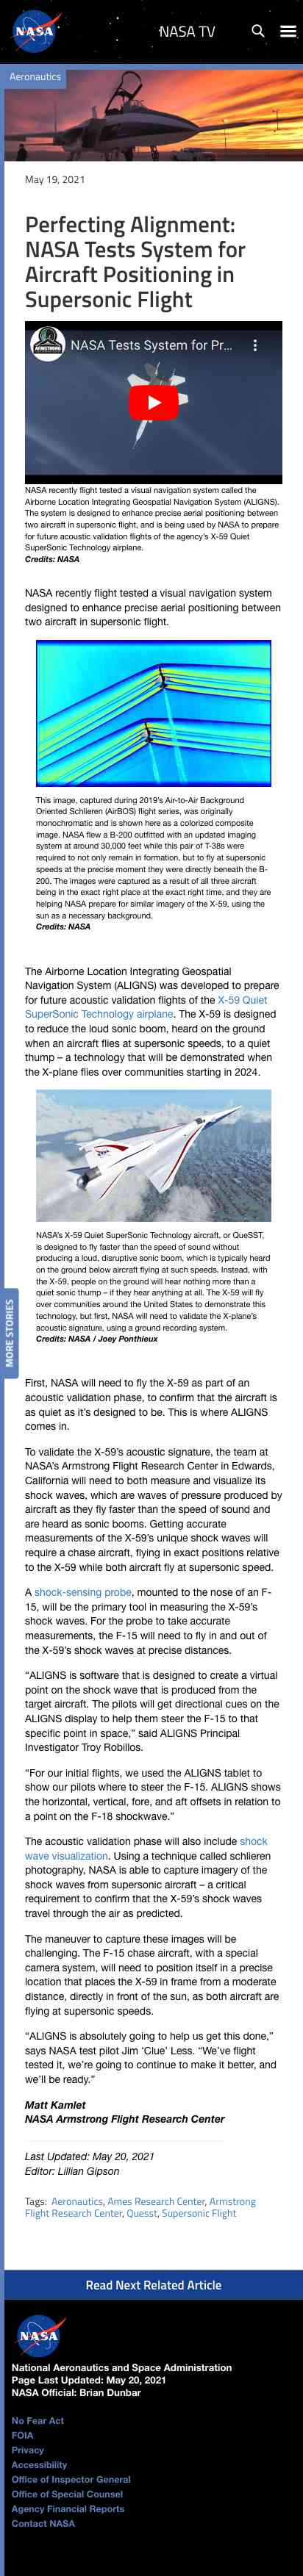 NASA
NASA TV
Aeronautics
May 19, 2021
Perfecting Alignment:
NASA Tests System for
Aircraft Positioning in
Supersonic Flight
NASA Tests System for Pr...
NASA recently flight tested a visual navigation system called the
Airborne Location Integrating Geospatial Navigation System (ALIGNS).
The system is designed to enhance precise aerial positioning between
two aircraft in supersonic flight, and is being used by NASA to prepare
for future acoustic validation flights of the agency's X-59 Quiet
SuperSonic Technology airplane.
Credits: NASA
NASA recently flight tested a visual navigation system
designed to enhance precise aerial positioning between
two aircraft in supersonic flight.
This image, captured during 2019's Air-to-Air Background
Oriented Schlieren (AirBOS) flight series, was originally
monochromatic and is shown here as a colorized composite
image. NASA flew a B-200 outfitted with an updated imaging
system at around 30,000 feet while this pair of T-38s were
required to not only remain in formation, but to fly at supersonic
speeds at the precise moment they were directly beneath the B-
200. The images were captured as a result of all three aircraft
being in the exact right place at the exact right time, and they are
helping NASA prepare for similar imagery of the X-59, using the
sun as a necessary background.
Credits: NASA
The Airborne Location Integrating Geospatial
Navigation System (ALIGNS) was developed to prepare
for future acoustic validation flights of the X-59 Quiet
SuperSonic Technology airplane. The X-59 is designed
to reduce the loud sonic boom, heard on the ground
when an aircraft flies at supersonic speeds, to a quiet
thump – a technology that will be demonstrated when
the X-plane flies over communities starting in 2024.
NASA's X-59 Quiet SuperSonic Technology aircraft, or QueSST,
is designed to fly faster than the speed of sound without
producing a loud, disruptive sonic boom, which is typically heard
on the ground below aircraft flying at such speeds. Instead, with
the X-59, people on the ground will hear nothing more than a
quiet sonic thump – if they hear anything at all. The X-59 will fly
over communities around the United States to demonstrate this
technology, but first, NASA will need to validate the X-plane's
acoustic signature, using a ground recording system.
Credits: NASA / Joey Ponthieux
MORE STORIES
First, NASA will need to fly the X-59 as part of an
acoustic validation phase, to confirm that the aircraft is
as quiet as it's designed to be. This is where ALIGNS
comes in.
To validate the X-59's acoustic signature, the team at
NASA's Armstrong Flight Research Center in Edwards,
California will need to both measure and visualize its
shock waves, which are waves of pressure produced by
aircraft as they fly faster than the speed of sound and
are heard as sonic booms. Getting accurate
measurements of the X-59's unique shock waves will
require a chase aircraft, flying in exact positions relative
to the X-59 while both aircraft fly at supersonic speed.
A shock-sensing probe, mounted to the nose of an F-
15, will be the primary tool in measuring the X-59's
shock waves. For the probe to take accurate
measurements, the F-15 will need to fly in and out of
the X-59's shock waves at precise distances.
“ALIGNS is software that is designed to create a virtual
point on the shock wave that is produced from the
target aircraft. The pilots will get directional cues on the
ALIGNS display to help them steer the F-15 to that
specific point in space,” said ALIGNS Principal
Investigator Troy Robillos.
“For our initial flights, we used the ALIGNS tablet to
show our pilots where to steer the F-15. ALIGNS shows
the horizontal, vertical, fore, and aft offsets in relation to
a point on the F-18 shockwave.”
The acoustic validation phase will also include shock
wave visualization. Using a technique called schlieren
photography, NASA is able to capture imagery of the
shock waves from supersonic aircraft – a critical
requirement to confirm that the X-59's shock waves
travel through the air as predicted.
The maneuver to capture these images will be
challenging. The F-15 chase aircraft, with a special
camera system, will need to position itself in a precise
location that places the X-59 in frame from a moderate
distance, directly in front of the sun, as both aircraft are
flying at supersonic speeds.
“ALIGNS is absolutely going to help us get this done,”
says NASA test pilot Jim ‘Clue’ Less. “We've flight
tested it, we're going to continue to make it better, and
we'll be ready.”
Matt Kamlet
NASA Armstrong Flight Research Center
Last Updated: May 20, 2021
Editor: Lillian Gipson
Tags: Aeronautics, Ames Research Center, Armstrong
Flight Research Center, Quesst, Supersonic Flight
Read Next Related Article
NASA
National Aeronautics and Space Administration
Page Last Updated: May 20, 2021
NASA Official: Brian Dunbar
No Fear Act
FOIA
Privacy
Accessibility
Office of Inspector General
Office of Special Counsel
Agency Financial Reports
Contact NASA